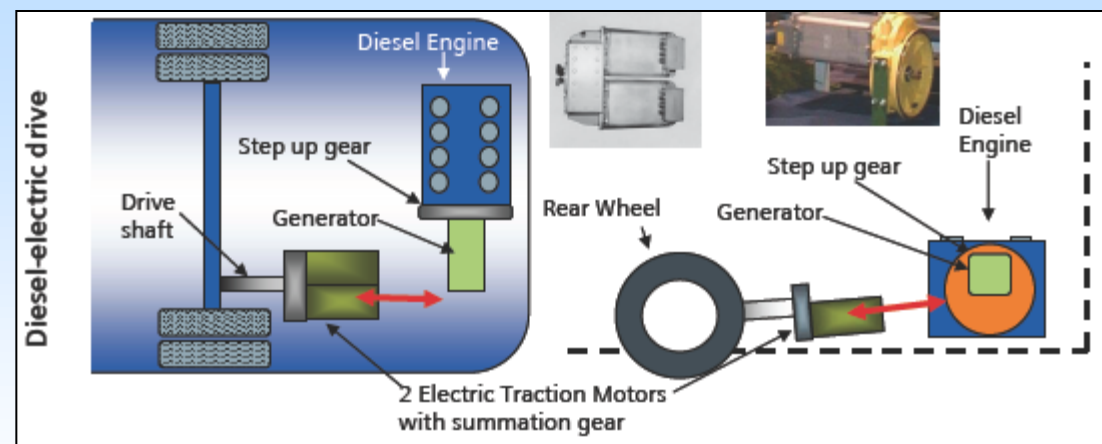 Diesel-electric drive
Diesel Engine
Step up gear
Drive
shaft
Generator
2 Electric Traction Motors
with summation gear
Rear Wheel
Diesel
Engine
Step up gear
Generator